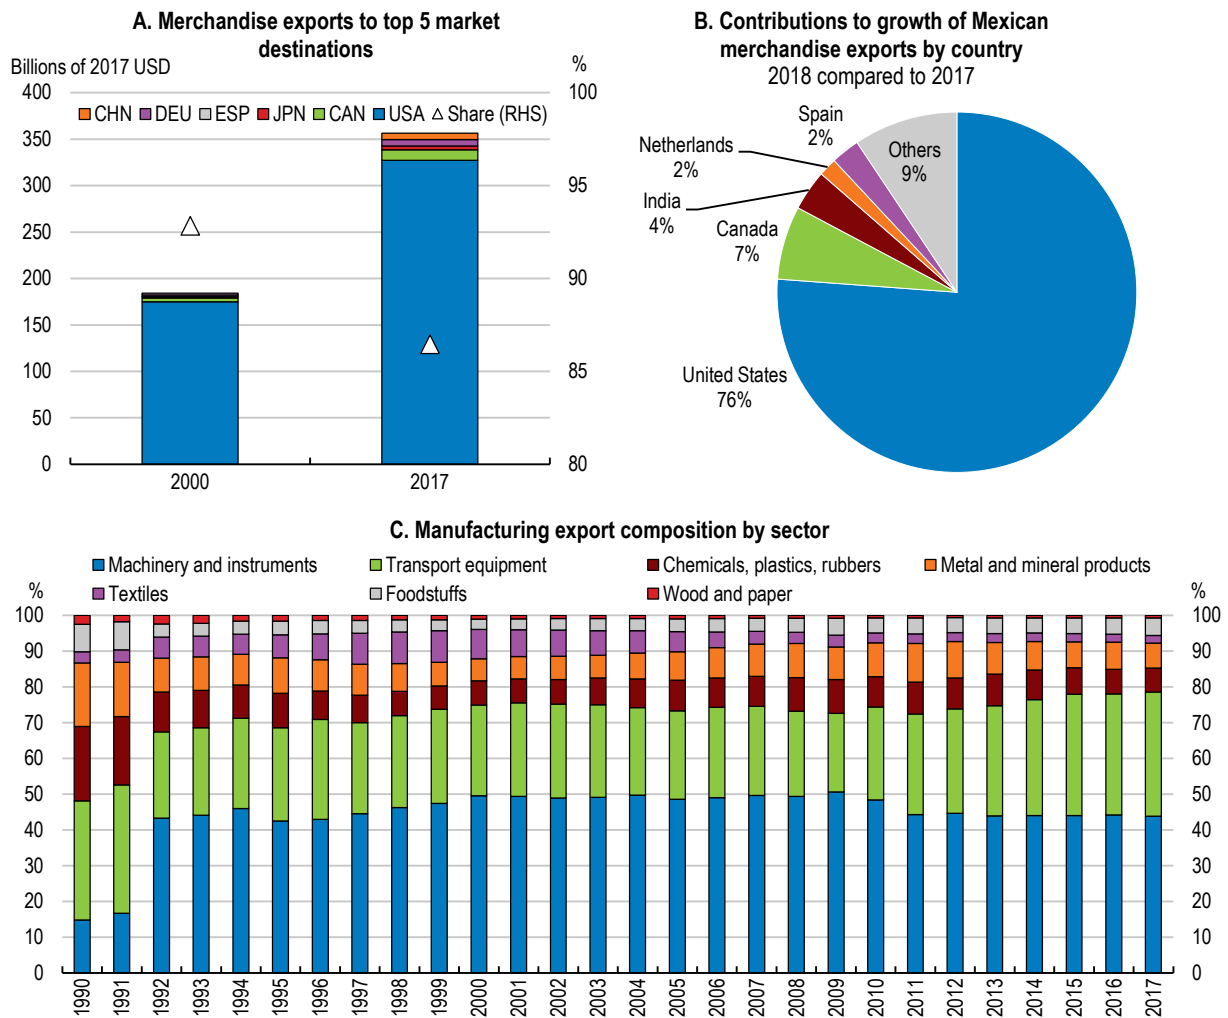 A. Merchandise exports to top 5 market
destinations
Billions of 2017 USD
%
400
350
300
250
200
150
100
50
0
CHN DEU ESP JPN CAN USA Share (RHS)
100
95
90
85
80
2000 2017
B. Contributions to growth of Mexican
merchandise exports by country
2018 compared to 2017
Spain
2%
Netherlands
2%
Others
9%
India
4%
Canada
7%
United States
76%
C. Manufacturing export composition by sector
Machinery and instruments Transport equipment Chemicals, plastics, rubbers Metal and mineral products
Textiles Foodstuffs Wood and paper
%
%
100
90
80
70
60
50
40
30
20
10
0
100
90
80
70
60
50
40
30
20
10
0
1990 1991 1992 1993 1994 1995 1996 1997 1998 1999 2000 2001 2002 2003 2004 2005 2006 2007 2008 2009 2010 2011 2012 2013 2014 2015 2016 2017